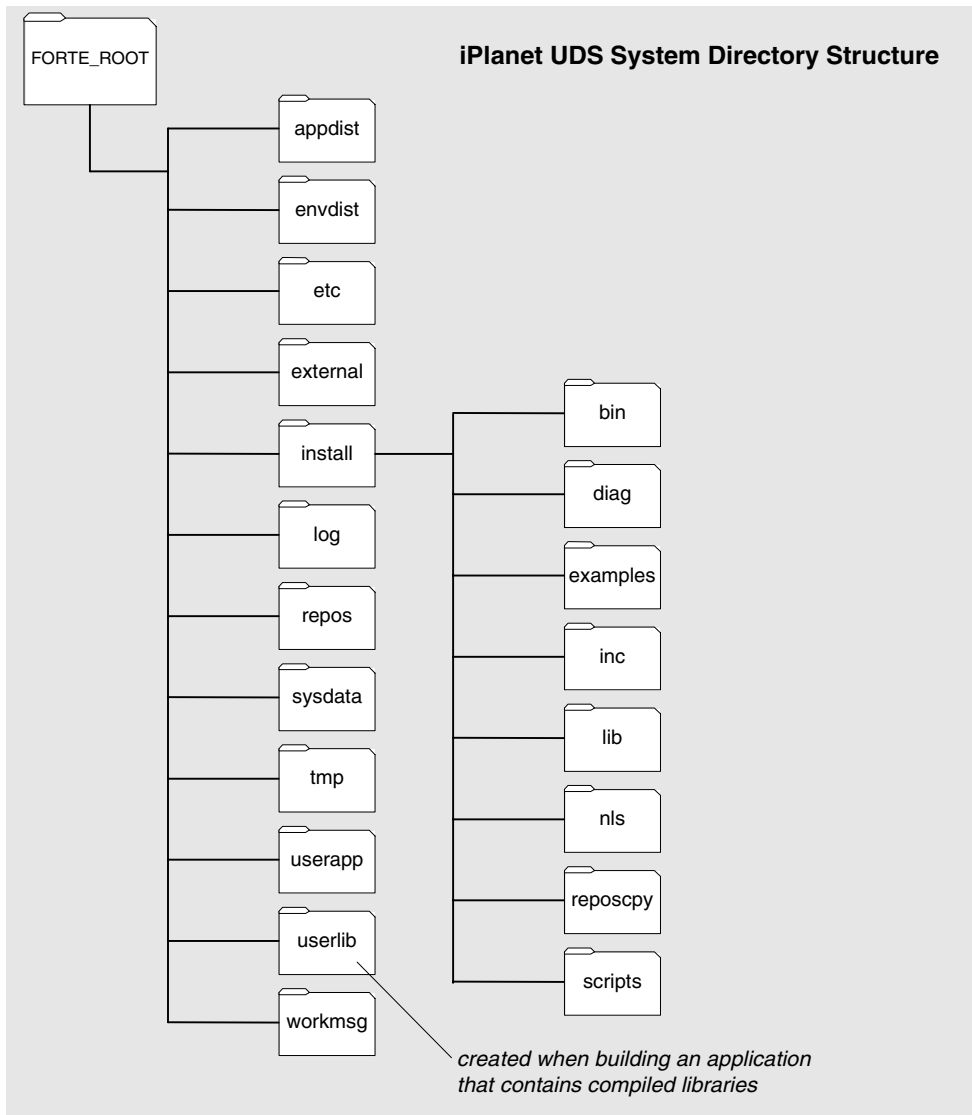 FORTE_ROOT
iPlanet UDS System Directory Structure
appdist
envdist
etc
external
install
log
repos
sysdata
tmp
userapp
userlib
workmsg
bin
diag
examples
inc
lib
nls
reposcpy
scripts
created when building an application
that contains compiled libraries